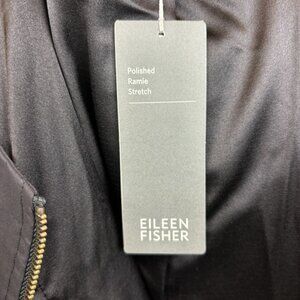 Polished
Ramie
Stretch
EILEEN
FISHER